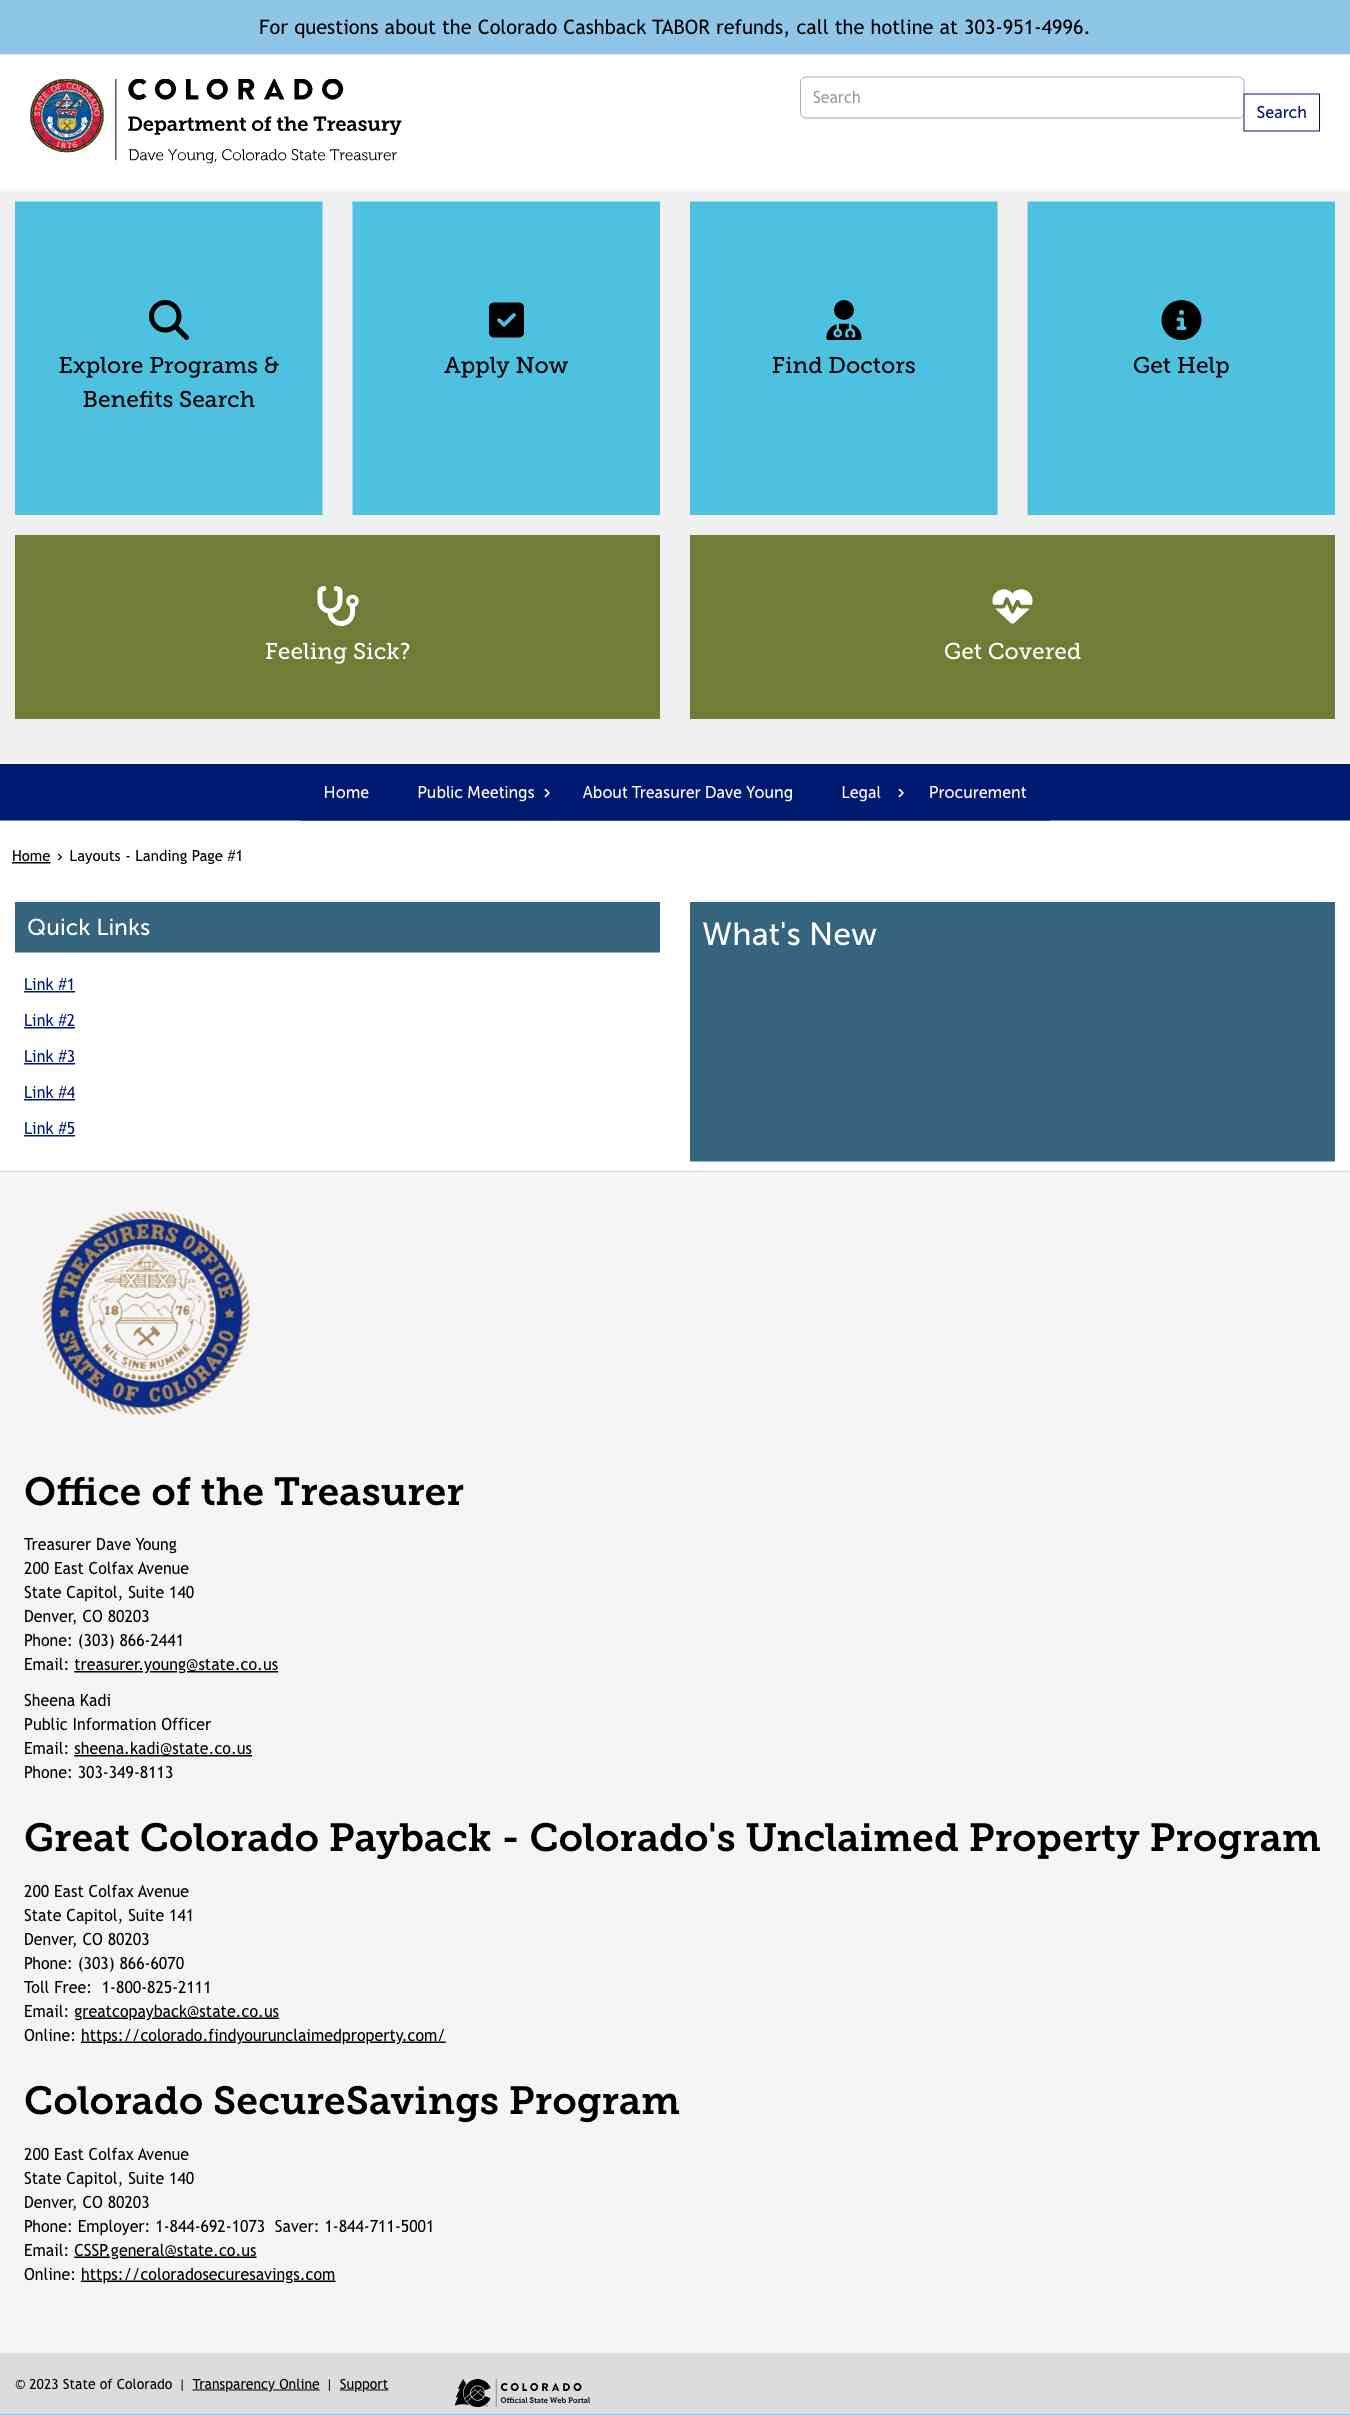 For questions about the Colorado Cashback TABOR refunds, call the hotline at 303-951-4996.
STATE OF COLORADO
1876
COLORADO
Department of the Treasury
Dave Young, Colorado State Treasurer
Search
Search
Explore Programs &
Benefits Search
Apply Now
Find Doctors
Get Help
Feeling Sick?
Get Covered
Home
Public Meetings
About Treasurer Dave Young
Legal
Procurement
Home › Layouts - Landing Page #1
Quick Links
Link #1
Link #2
Link #3
Link #4
Link #5
What's New
TREASURERS OFFICE
18 76
NIL SINE NUMINE
STATE OF COLORADO
Office of the Treasurer
Treasurer Dave Young
200 East Colfax Avenue
State Capitol, Suite 140
Denver, CO 80203
Phone: (303) 866-2441
Email: treasurer.young@state.co.us
Sheena Kadi
Public Information Officer
Email: sheena.kadi@state.co.us
Phone: 303-349-8113
Great Colorado Payback - Colorado's Unclaimed Property Program
200 East Colfax Avenue
State Capitol, Suite 141
Denver, CO 80203
Phone: (303) 866-6070
Toll Free:  1-800-825-2111
Email: greatcopayback@state.co.us
Online: https://colorado.findyourunclaimedproperty.com/
Colorado SecureSavings Program
200 East Colfax Avenue
State Capitol, Suite 140
Denver, CO 80203
Phone: Employer: 1-844-692-1073  Saver: 1-844-711-5001
Email: CSSP.general@state.co.us
Online: https://coloradosecuresavings.com
© 2023 State of Colorado | Transparency Online | Support
COLORADO
Official State Web Portal